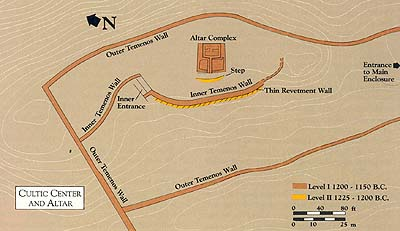 N
Outer Temenos Wall
Altar Complex
Step
Entrance
to Main
Enclosure
Inner Temenos Wall
Inner Temenos Wall
Thin Revetment Wall
Inner
Entrance
Outer Temenos Wall
Outer Temenos Wall
CULTIC CENTER
AND ALTAR
Level I 1200 - 1150 B.C.
Level II 1225 - 1200 B.C.
0 40 80 ft
0 25 m